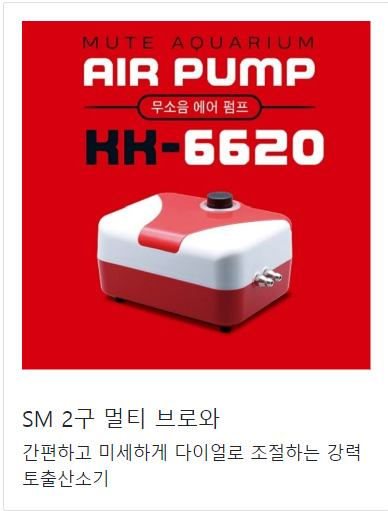 MUTE AQUARIUM
AIR PUMP
무소음 에어 펌프
KK-6620
SM 2구 멀티 브로와
간편하고 미세하게 다이얼로 조절하는 강력
토출산소기